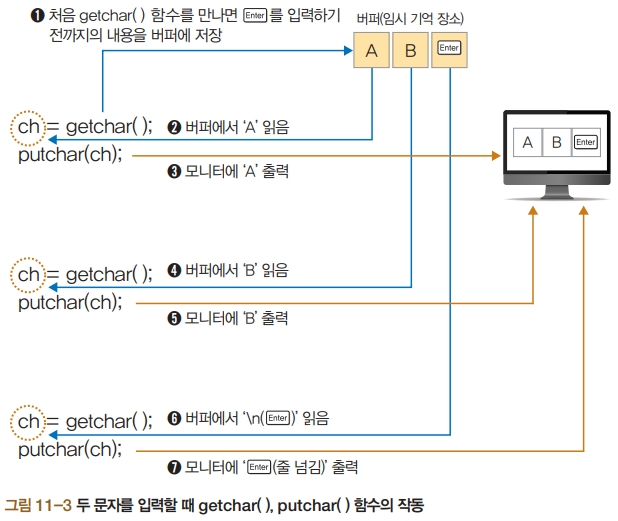 ❶ 처음 getchar( ) 함수를 만나면 Enter 를 입력하기
전까지의 내용을 버퍼에 저장
버퍼(임시 기억 장소)
A B Enter
ch = getchar( ); ❷ 버퍼에서 'A' 읽음
putchar(ch);
❸ 모니터에 'A' 출력
A B Enter
ch = getchar( ); ❹ 버퍼에서 'B' 읽음
putchar(ch);
❺ 모니터에 'B' 출력
ch = getchar( ); ❻ 버퍼에서 '\n(Enter)' 읽음
putchar(ch);
❼ 모니터에 'Enter(줄 넘김)' 출력
그림 11-3 두 문자를 입력할 때 getchar( ), putchar( ) 함수의 작동